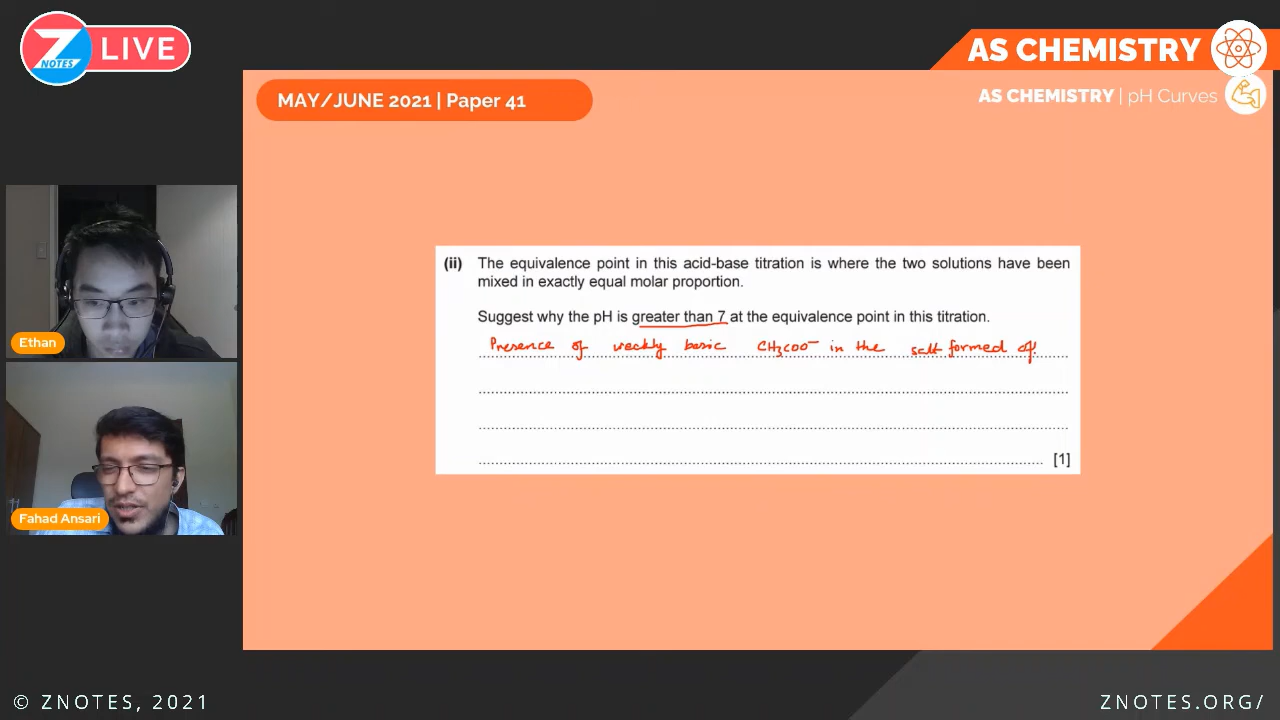 Z NOTES LIVE
AS CHEMISTRY
MAY/JUNE 2021 | Paper 41
AS CHEMISTRY | pH Curves
(ii) The equivalence point in this acid-base titration is where the two solutions have been
mixed in exactly equal molar proportion.
Suggest why the pH is greater than 7 at the equivalence point in this titration.
Presence of weakly basic CH3COO⁻ in the salt formed of
[1]
Ethan
Fahad Ansari
© ZNOTES, 2021
ZNOTES.ORG/